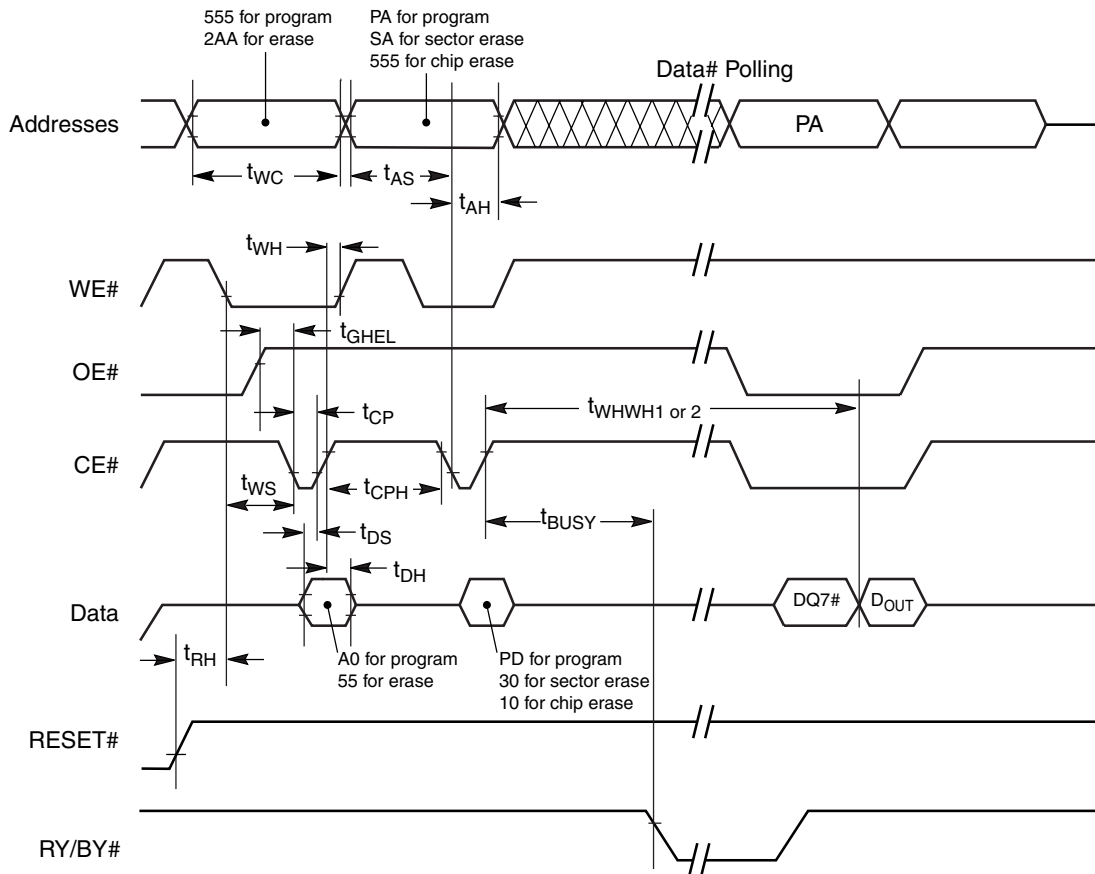 555 for program
2AA for erase
PA for program
SA for sector erase
555 for chip erase
Data# Polling
Addresses
PA
tWC
tAS
tAH
tWH
WE#
tGHEL
OE#
tWHWH1 or 2
tCP
CE#
tWS
tCPH
tBUSY
tDS
tDH
Data
DQ7#
DOUT
tRH
A0 for program
55 for erase
PD for program
30 for sector erase
10 for chip erase
RESET#
RY/BY#